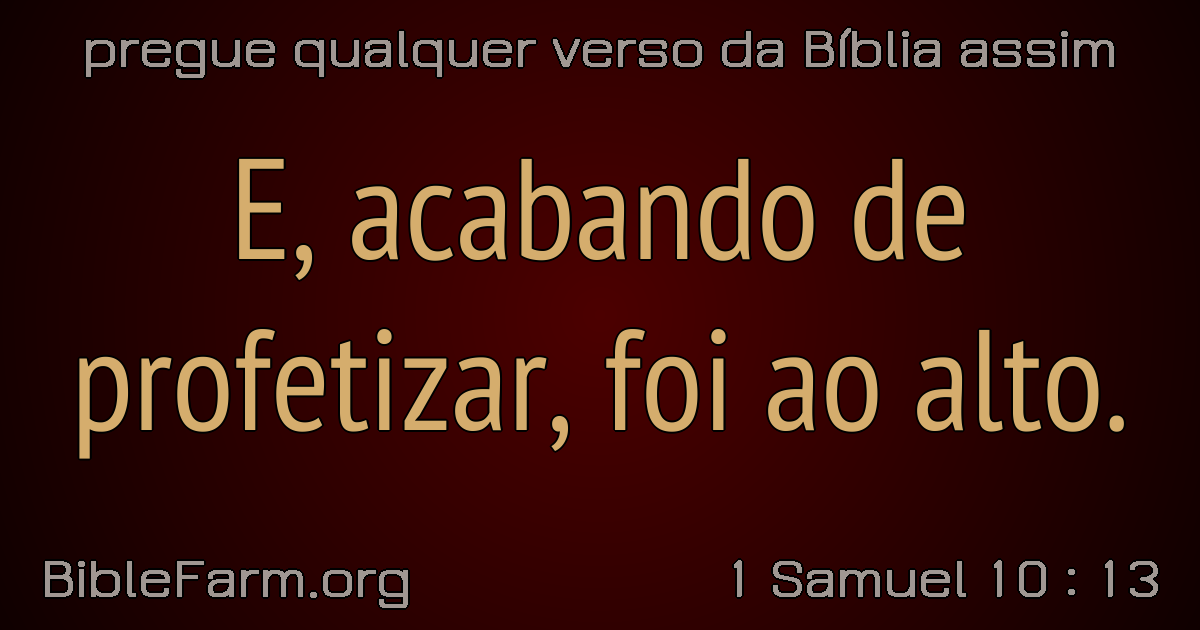 pregue qualquer verso da Bíblia assim
E, acabando de
profetizar, foi ao alto.
BibleFarm.org
1 Samuel 10 : 13